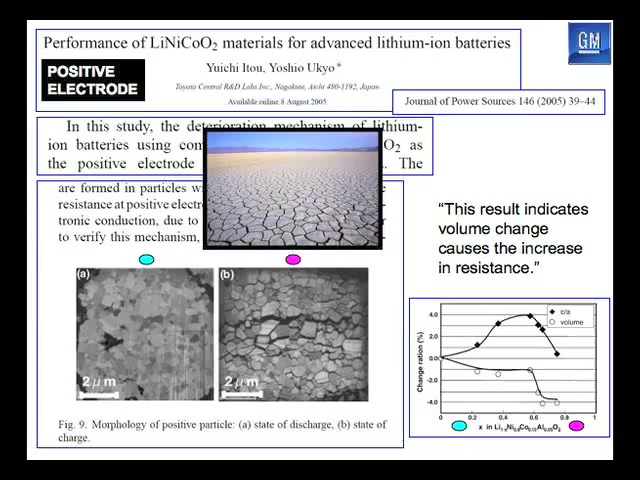 GM
Performance of LiNiCoO2 materials for advanced lithium-ion batteries
POSITIVE
ELECTRODE
Yuichi Itou, Yoshio Ukyo*
Toyota Central R&D Labs Inc., Nagakute, Aichi 480-1192, Japan
Available online 8 August 2005
Journal of Power Sources 146 (2005) 39–44
In this study, the deterioration mechanism of lithium-
ion batteries using com O2 as
the positive electrode . The
are formed in particles wi
resistance at positive electro
tronic conduction, due to
to verify this mechanism,
“This result indicates
volume change
causes the increase
in resistance.”
(a)
(b)
2 μm
2 μm
Fig. 9. Morphology of positive particle: (a) state of discharge, (b) state of
charge.
c/a
volume
Change ration (%)
4.0
2.0
0.0
-2.0
-4.0
0 0.2 0.4 0.6 0.8 1